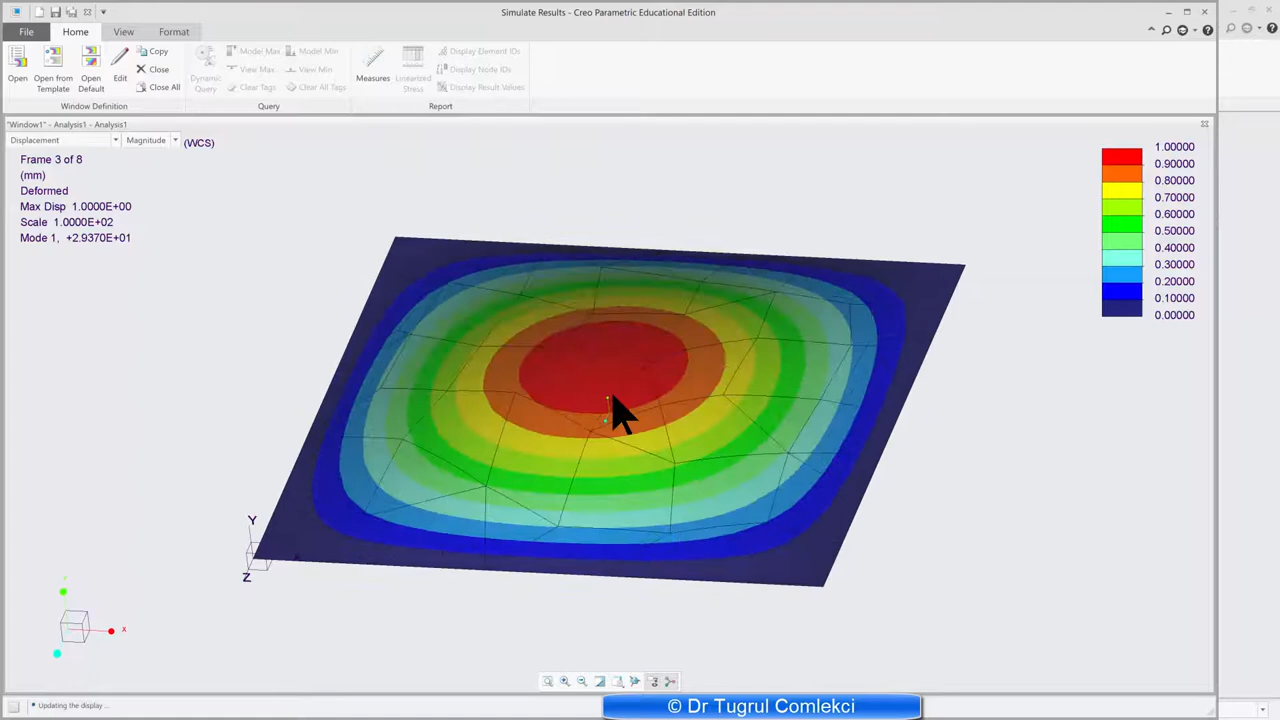 Simulate Results - Creo Parametric Educational Edition
File Home View Format
Open
Open from Template
Open Default
Edit
Copy
Close
Close All
Window Definition
Dynamic Query
Model Max
Model Min
View Max
View Min
Clear Tags
Clear All Tags
Query
Measures
Linearized Stress
Display Element IDs
Display Node IDs
Display Result Values
Report
"Window1" - Analysis1 - Analysis1
Displacement Magnitude (WCS)
Frame 3 of 8
(mm)
Deformed
Max Disp 1.0000E+00
Scale 1.0000E+02
Mode 1, +2.9370E+01
1.00000
0.90000
0.80000
0.70000
0.60000
0.50000
0.40000
0.30000
0.20000
0.10000
0.00000
Y
Z
X
Updating the display ...
© Dr Tugrul Comlekci